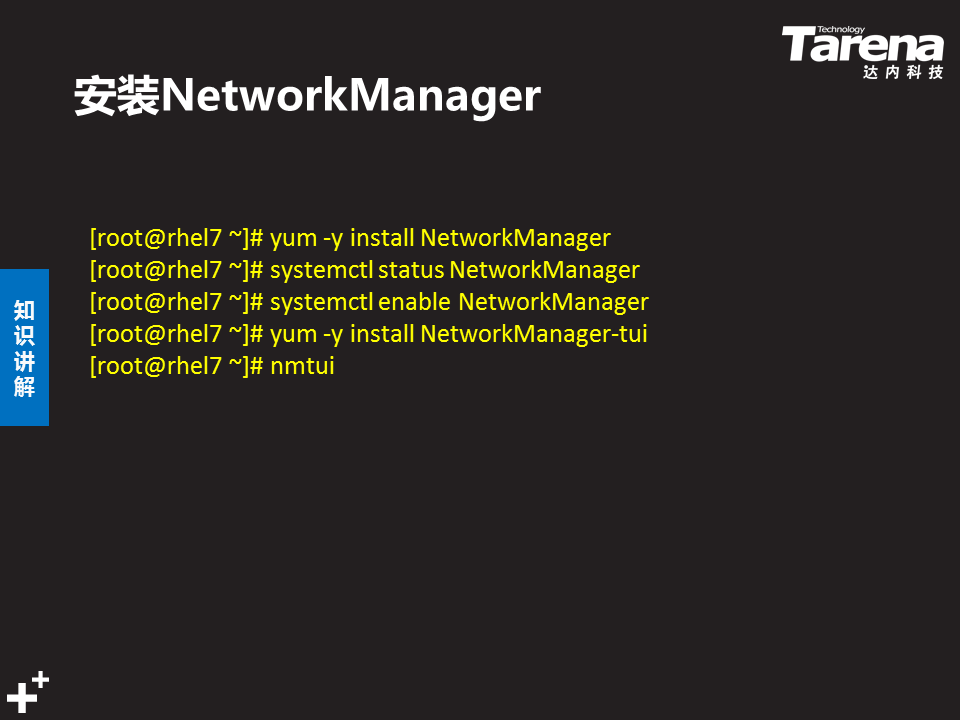 Technology
Tarena
达内科技
安装NetworkManager
[root@rhel7 ~]# yum -y install NetworkManager
[root@rhel7 ~]# systemctl status NetworkManager
[root@rhel7 ~]# systemctl enable NetworkManager
[root@rhel7 ~]# yum -y install NetworkManager-tui
[root@rhel7 ~]# nmtui
知
识
讲
解